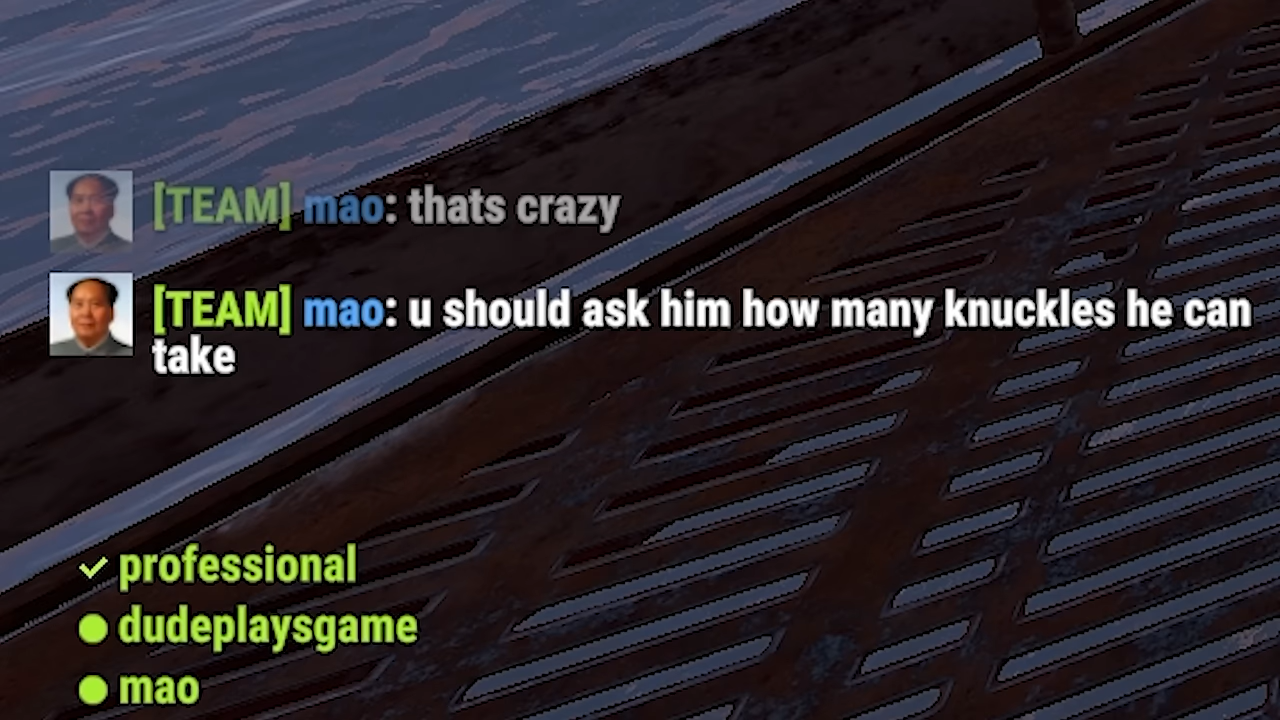 [TEAM] mao: thats crazy
[TEAM] mao: u should ask him how many knuckles he can
take
professional
dudeplaysgame
mao